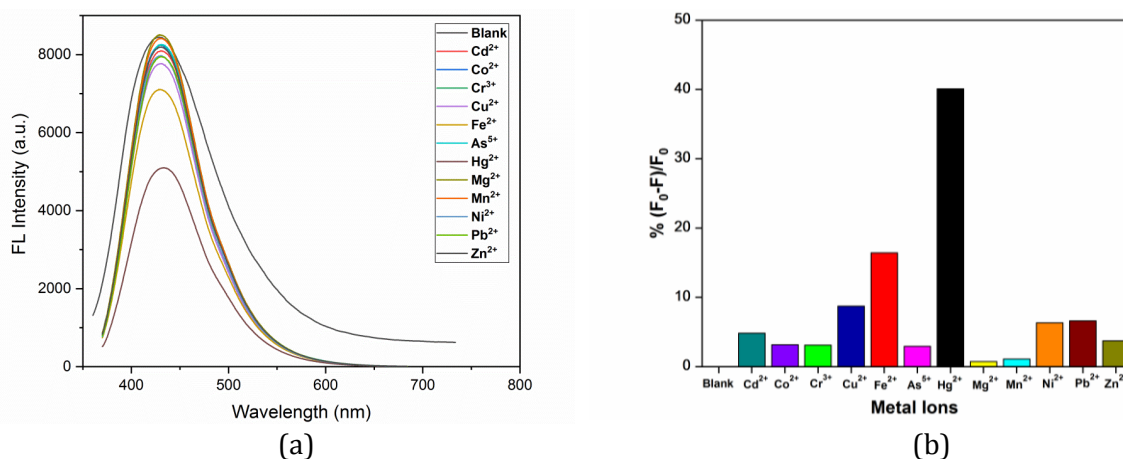 FL Intensity (a.u.)
8000
6000
4000
2000
0
400
500
600
700
800
Wavelength (nm)
Blank
Cd²⁺
Co²⁺
Cr³⁺
Cu²⁺
Fe²⁺
As⁵⁺
Hg²⁺
Mg²⁺
Mn²⁺
Ni²⁺
Pb²⁺
Zn²⁺
(a)
% (F₀-F)/F₀
50
40
30
20
10
0
Blank Cd²⁺ Co²⁺ Cr³⁺ Cu²⁺ Fe²⁺ As⁵⁺ Hg²⁺ Mg²⁺ Mn²⁺ Ni²⁺ Pb²⁺ Zn²
Metal Ions
(b)